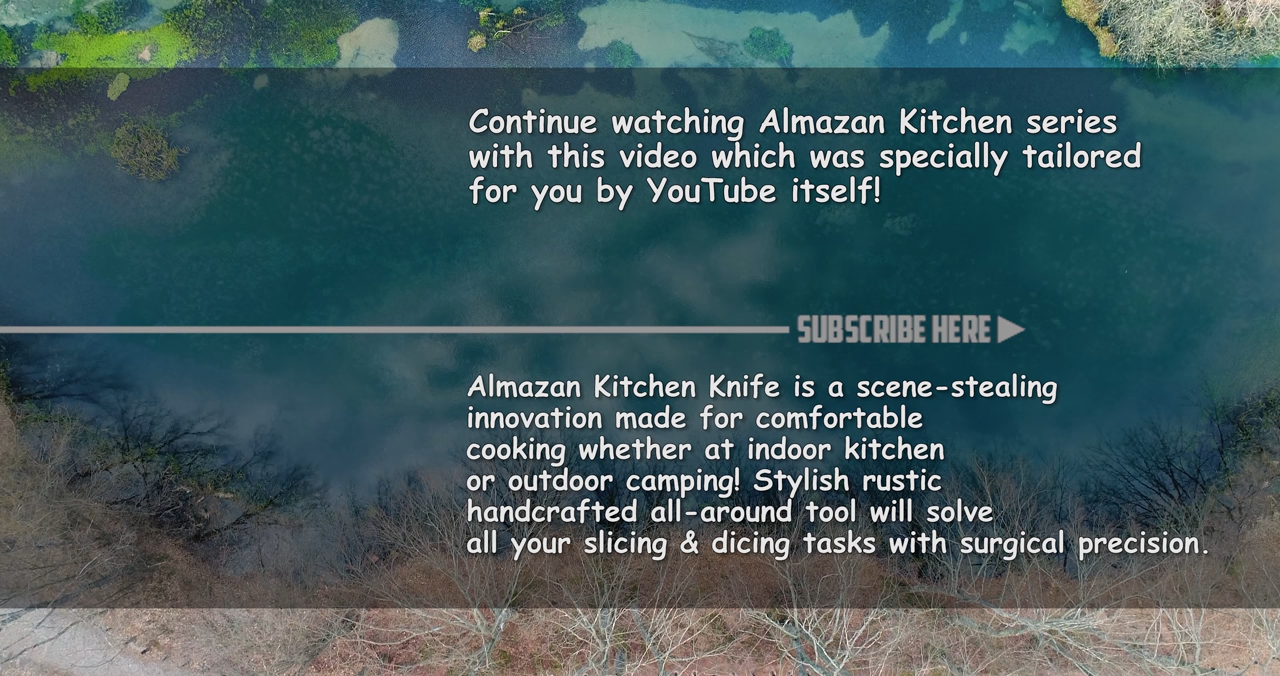 Continue watching Almazan Kitchen series
with this video which was specially tailored
for you by YouTube itself!
SUBSCRIBE HERE
Almazan Kitchen Knife is a scene-stealing
innovation made for comfortable
cooking whether at indoor kitchen
or outdoor camping! Stylish rustic
handcrafted all-around tool will solve
all your slicing & dicing tasks with surgical precision.